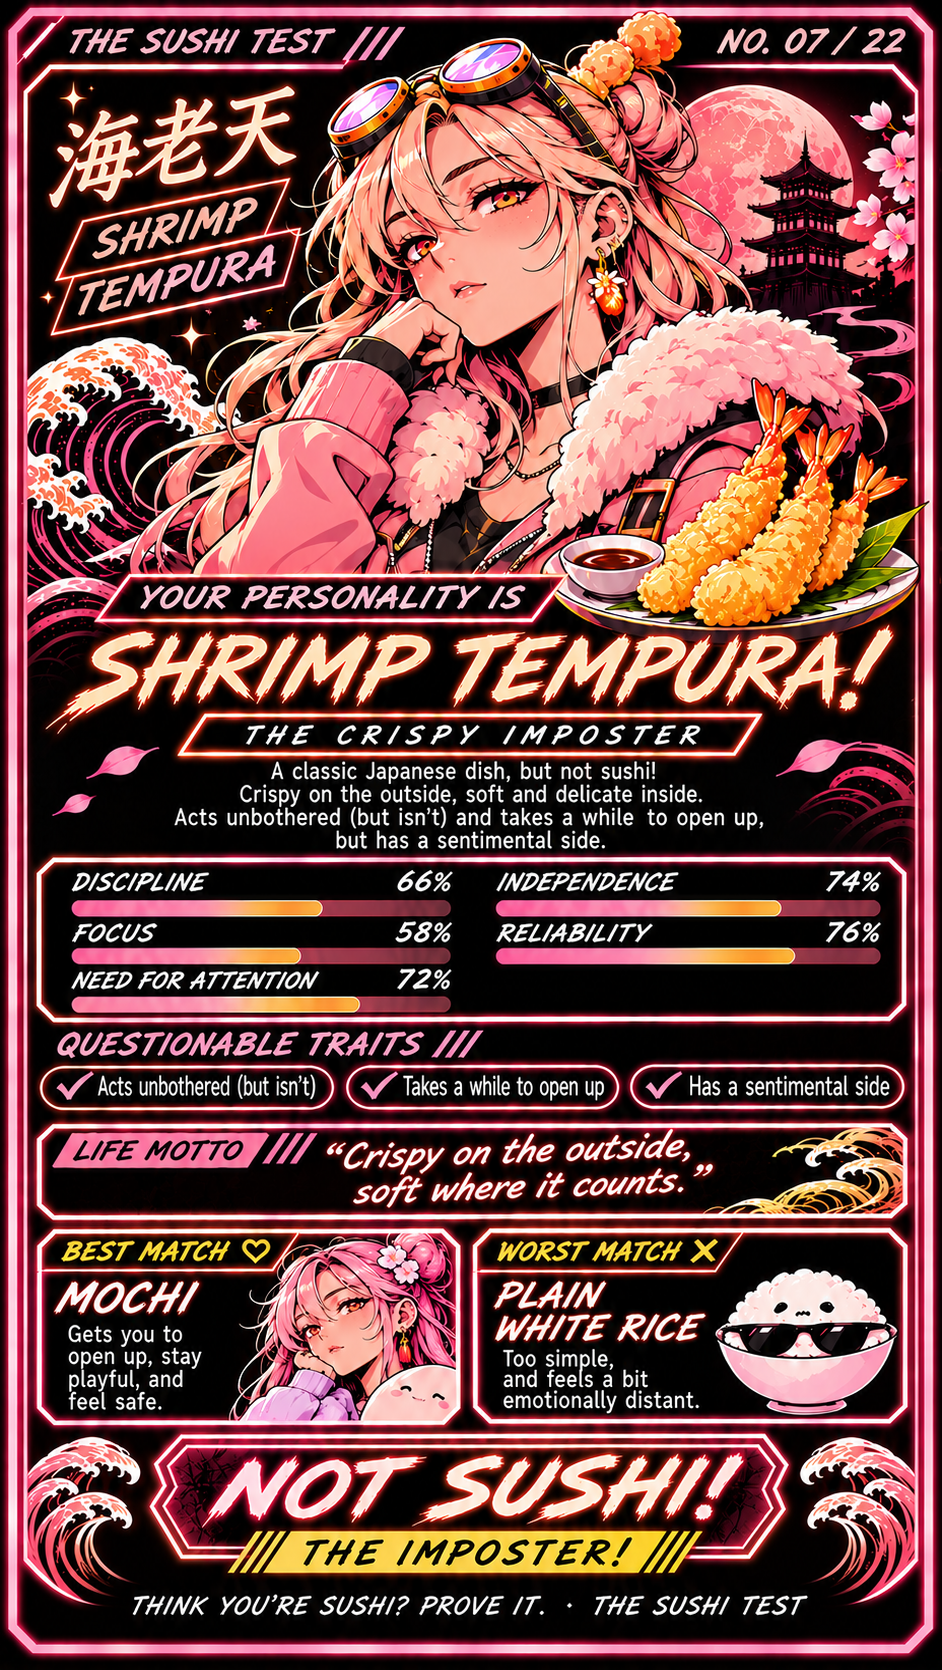 THE SUSHI TEST ///
NO. 07 / 22
海老天
SHRIMP
TEMPURA
YOUR PERSONALITY IS
SHRIMP TEMPURA!
THE CRISPY IMPOSTER
A classic Japanese dish, but not sushi!
Crispy on the outside, soft and delicate inside.
Acts unbothered (but isn't) and takes a while to open up,
but has a sentimental side.
DISCIPLINE 66%
INDEPENDENCE 74%
FOCUS 58%
RELIABILITY 76%
NEED FOR ATTENTION 72%
QUESTIONABLE TRAITS ///
Acts unbothered (but isn't)
Takes a while to open up
Has a sentimental side
LIFE MOTTO
"Crispy on the outside,
soft where it counts."
BEST MATCH
MOCHI
Gets you to
open up, stay
playful, and
feel safe.
WORST MATCH
PLAIN
WHITE RICE
Too simple,
and feels a bit
emotionally distant.
NOT SUSHI!
THE IMPOSTER!
THINK YOU'RE SUSHI? PROVE IT. · THE SUSHI TEST